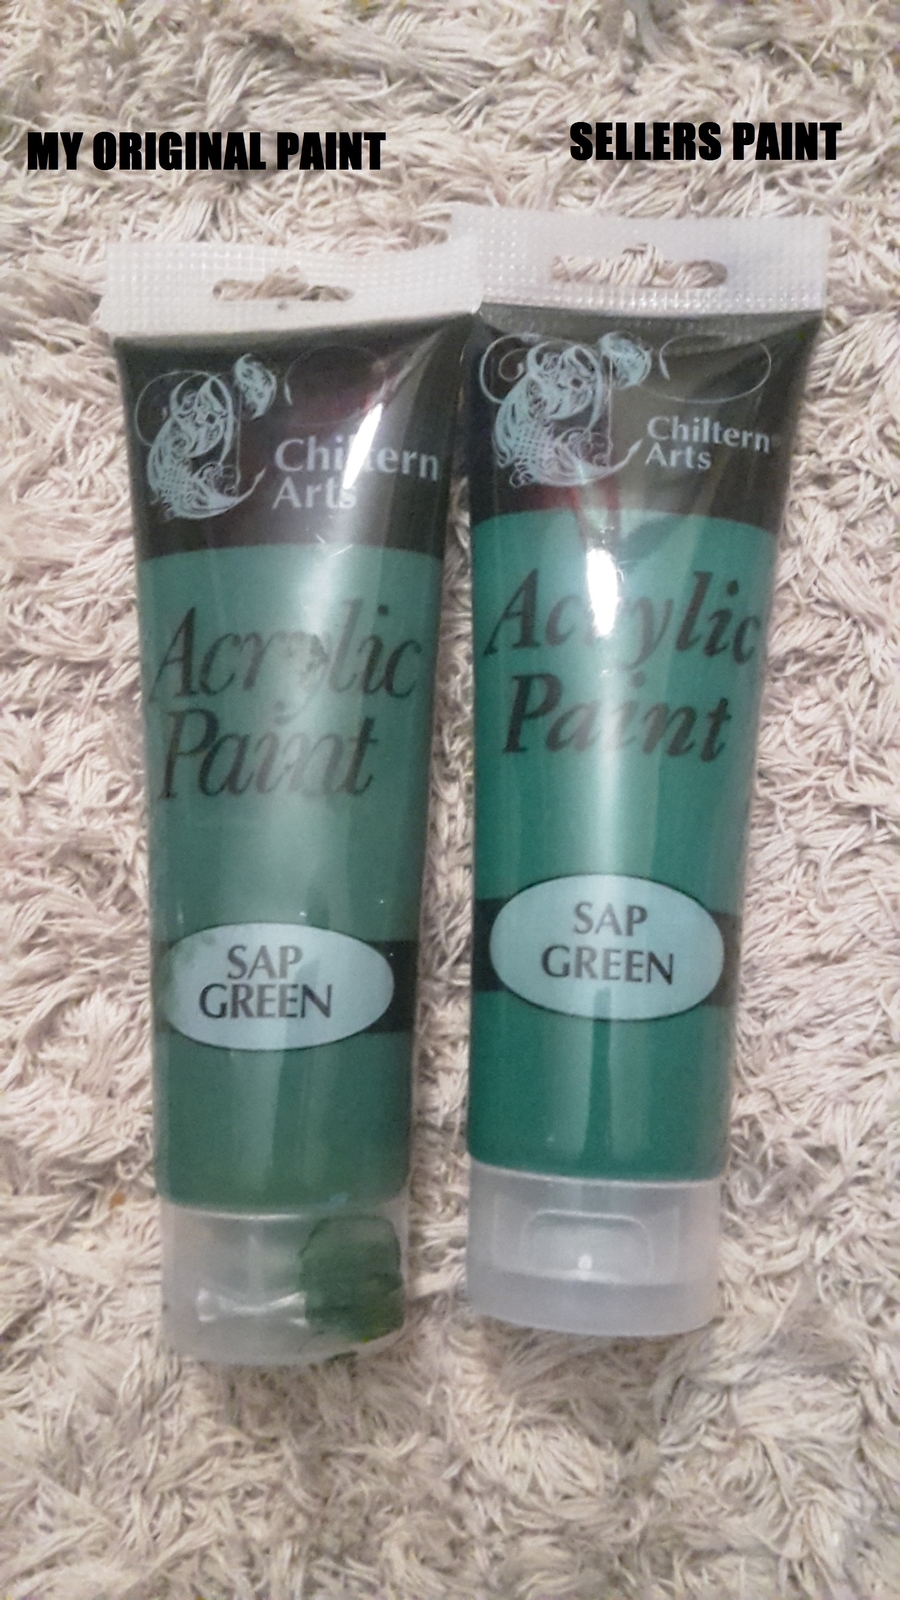 MY ORIGINAL PAINT
SELLERS PAINT
Chiltern
Arts
Acrylic
Paint
SAP
GREEN
Chiltern®
Arts
Acrylic
Paint
SAP
GREEN